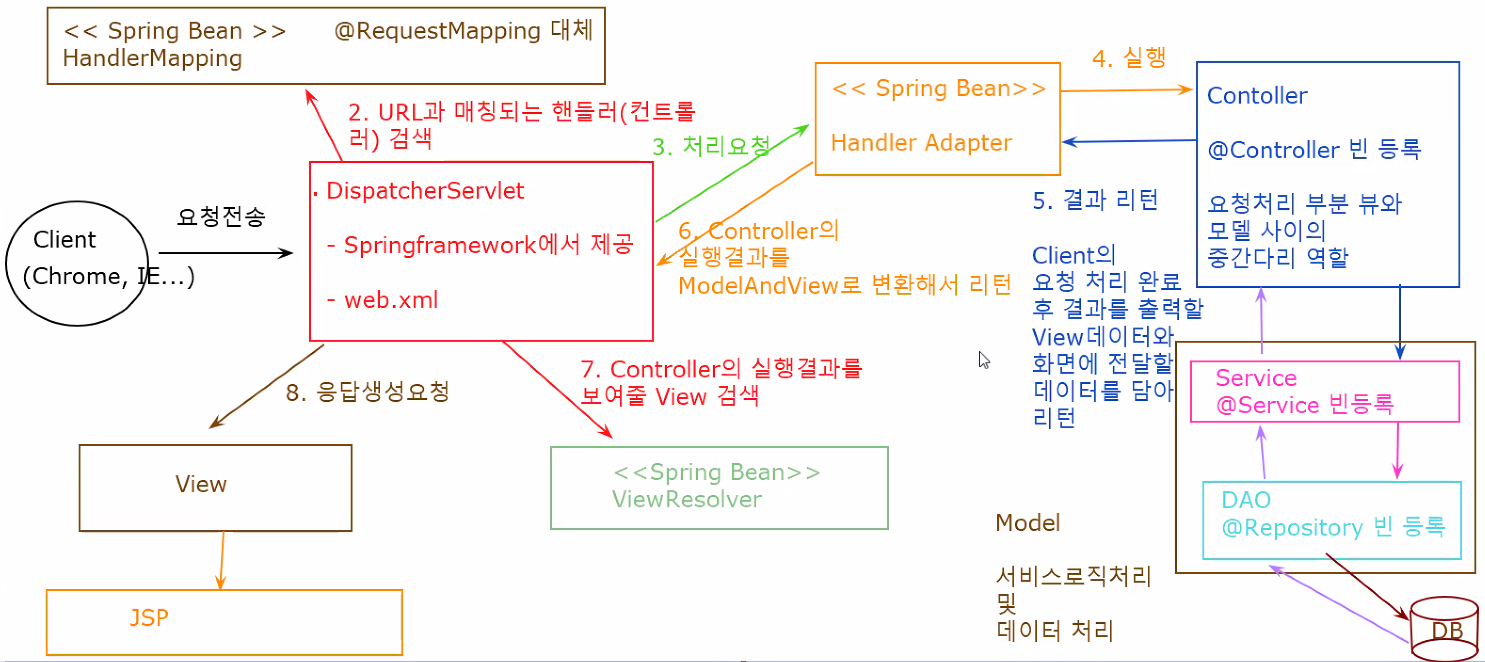 << Spring Bean >> @RequestMapping 대체
HandlerMapping
2. URL과 매칭되는 핸들러(컨트롤
러) 검색
3. 처리요청
<< Spring Bean>>
Handler Adapter
4. 실행
Contoller
@Controller 빈 등록
요청처리 부분 뷰와
모델 사이의
중간다리 역할
Client
(Chrome, IE...)
요청전송
. DispatcherServlet
- Springframework에서 제공
- web.xml
6. Controller의
실행결과를
ModelAndView로 변환해서 리턴
5. 결과 리턴
Client의
요청 처리 완료
후 결과를 출력할
View데이터와
화면에 전달할
데이터를 담아
리턴
7. Controller의 실행결과를
보여줄 View 검색
8. 응답생성요청
View
JSP
<<Spring Bean>>
ViewResolver
Service
@Service 빈등록
DAO
@Repository 빈 등록
Model
서비스로직처리
및
데이터 처리
DB